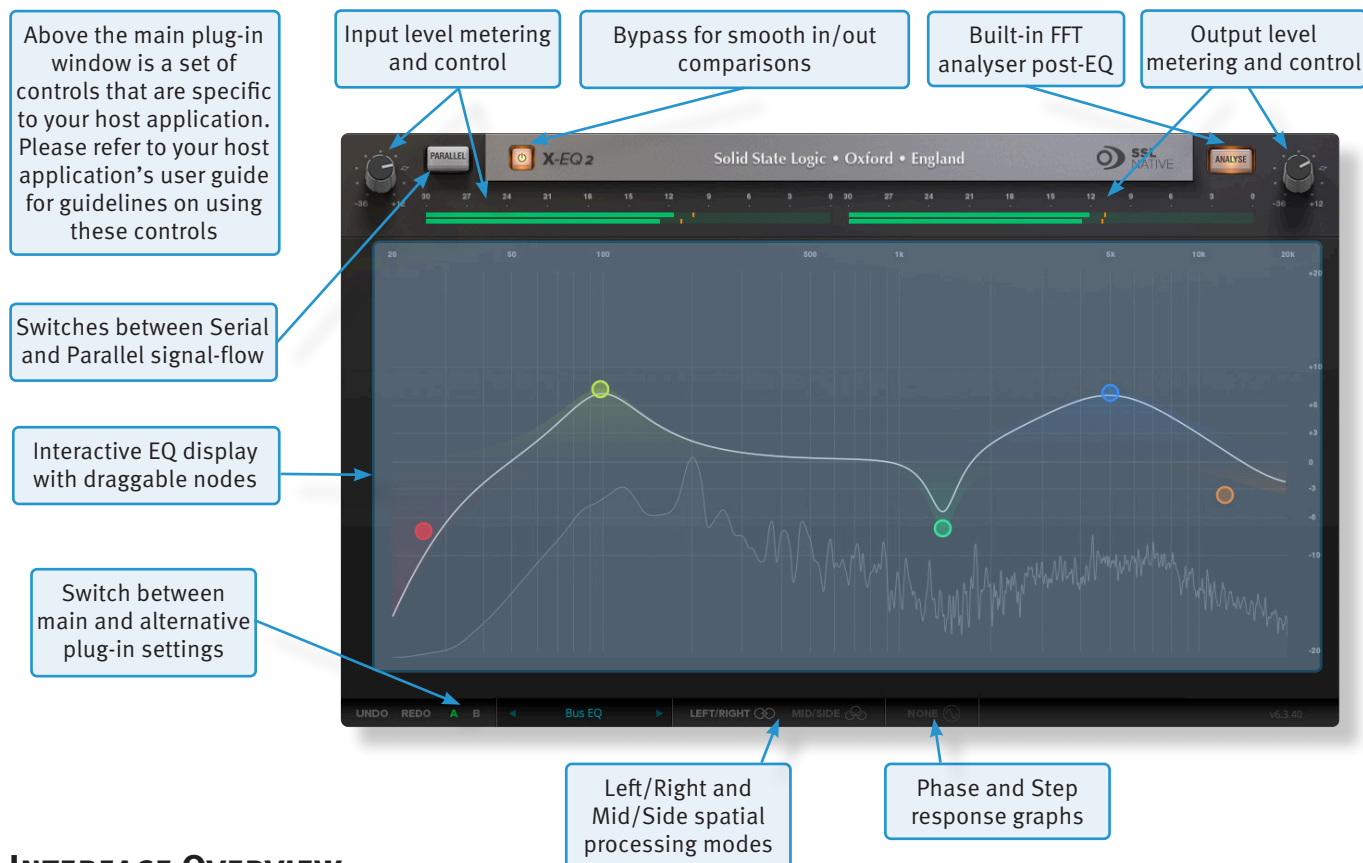 Above the main plug-in
window is a set of
controls that are specific
to your host application.
Please refer to your host
application's user guide
for guidelines on using
these controls
Input level metering
and control
Bypass for smooth in/out
comparisons
Built-in FFT
analyser post-EQ
Output level
metering and control
PARALLEL
X-EQ 2
Solid State Logic • Oxford • England
SSL
NATIVE
ANALYSE
-36 +12
30 27 24 21 18 15 12 9 6 3 0
30 27 24 21 18 15 12 9 6 3 0
-36 +12
20 50 100 500 1k 5k 10k 20k
+20
+10
+6
+3
0
-3
-6
-10
-20
Switches between Serial
and Parallel signal-flow
Interactive EQ display
with draggable nodes
Switch between
main and alternative
plug-in settings
UNDO REDO A B Bus EQ LEFT/RIGHT MID/SIDE NONE v6.3.40
Left/Right and
Mid/Side spatial
processing modes
Phase and Step
response graphs